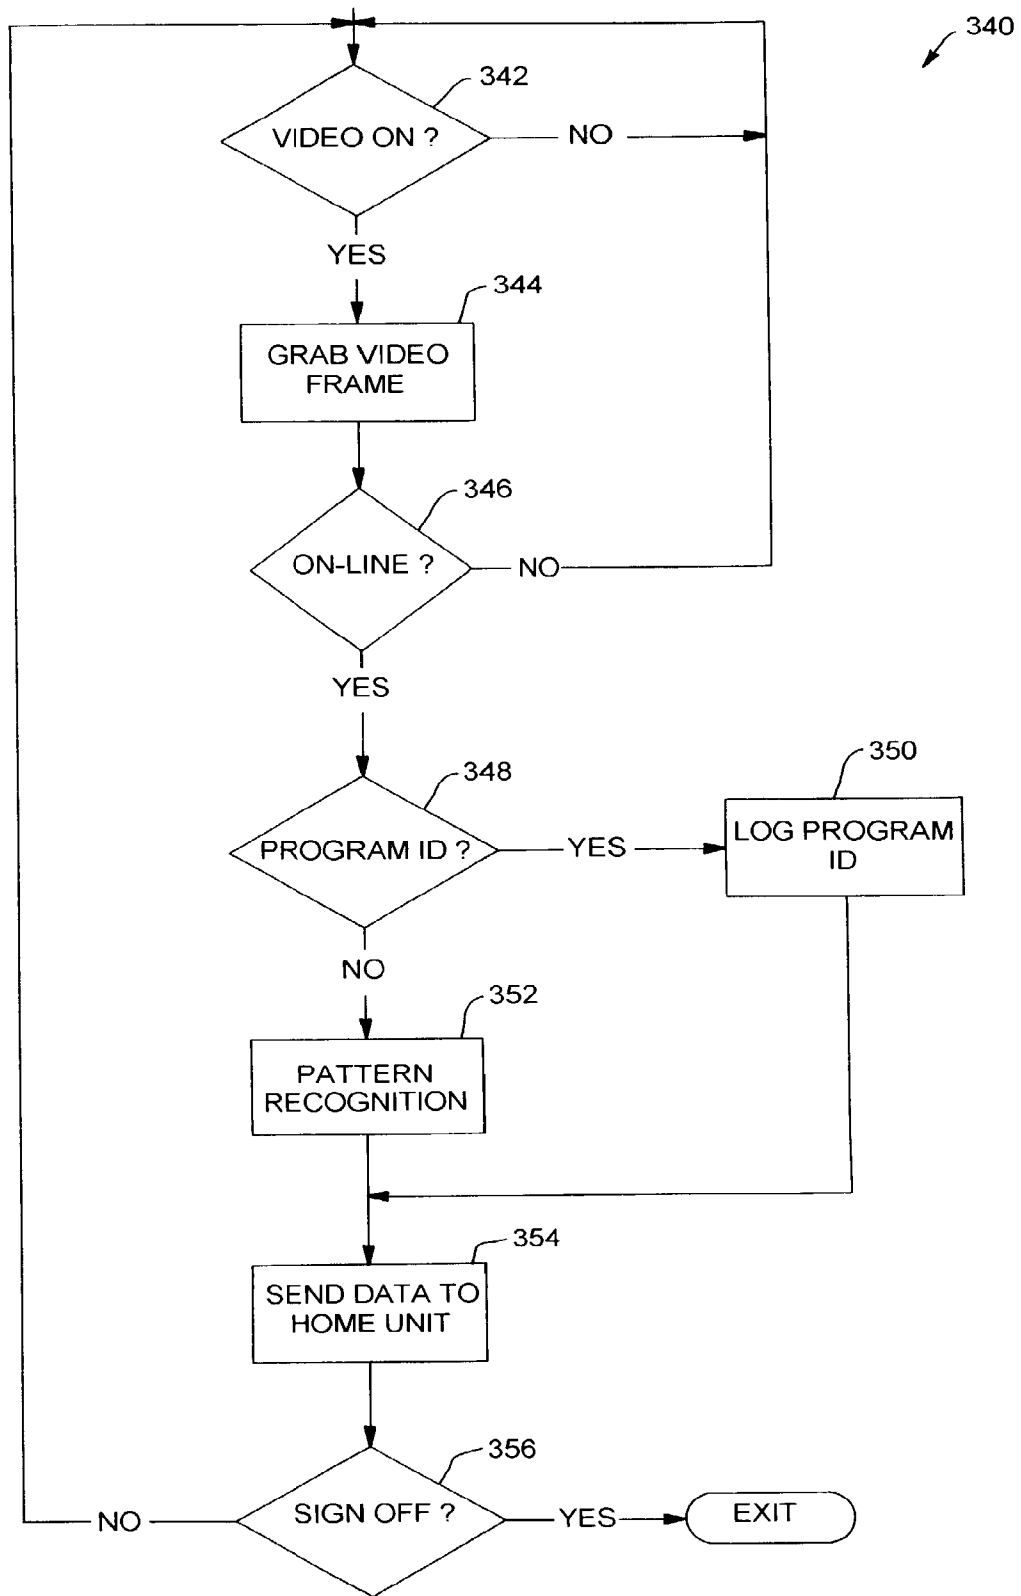 340
342
VIDEO ON ?
NO
YES
344
GRAB VIDEO
FRAME
346
ON-LINE ?
NO
YES
348
350
PROGRAM ID ?
YES
LOG PROGRAM
ID
NO
352
PATTERN
RECOGNITION
354
SEND DATA TO
HOME UNIT
356
NO
SIGN OFF ?
YES
EXIT